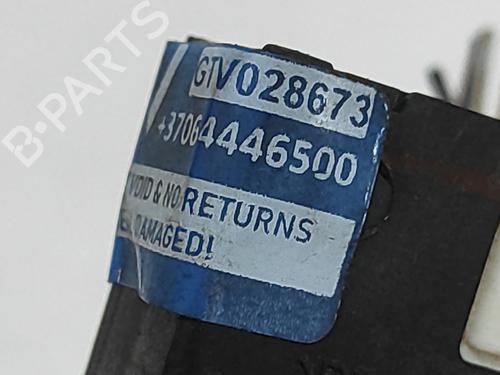 GTV028673
+37064446500
VOID & NO RETURNS
DAMAGED!
B-PARTS